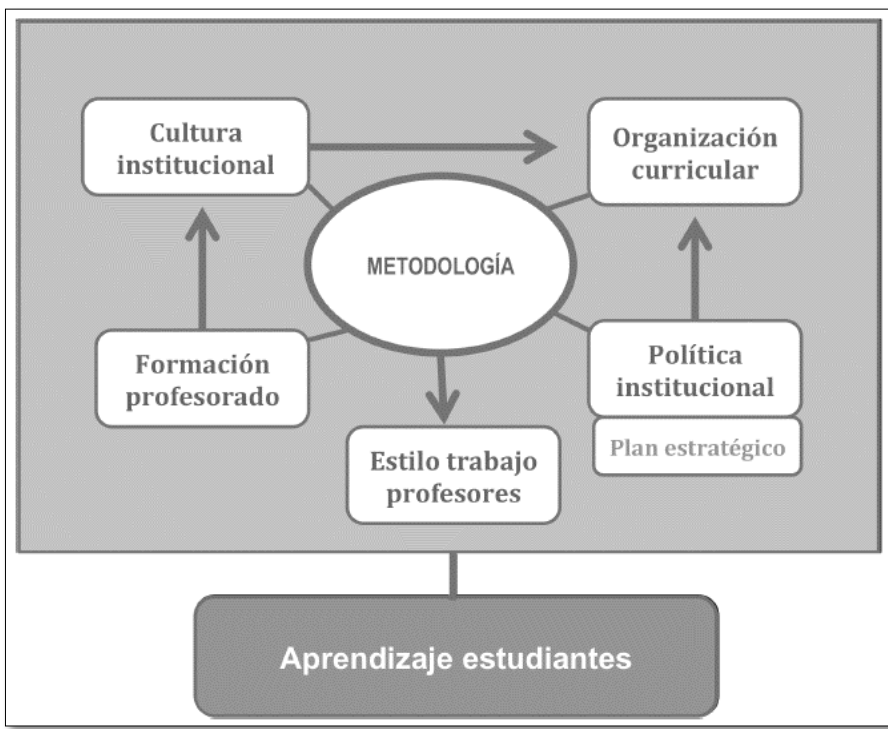 Cultura
institucional
Organización
curricular
METODOLOGÍA
Formación
profesorado
Política
institucional
Plan estratégico
Estilo trabajo
profesores
Aprendizaje estudiantes